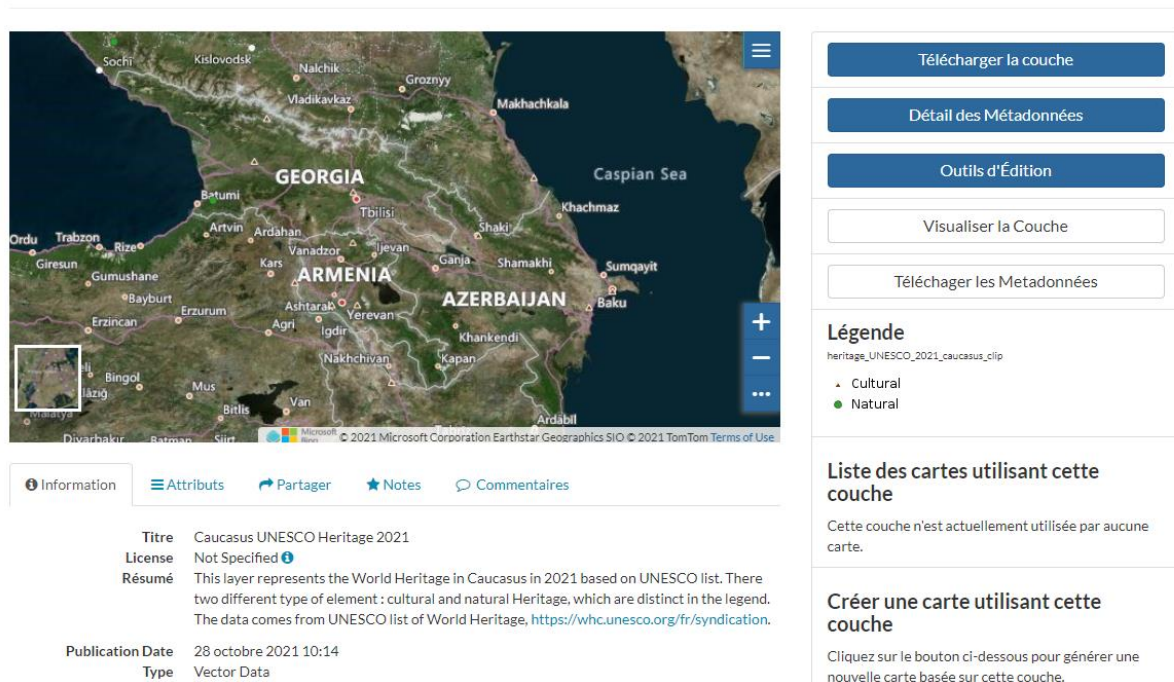 Sochi
Kislovodsk
Nalchik
Groznyy
Vladikavkaz
Makhachkala
GEORGIA
Caspian Sea
Batumi
Tbilisi
Khachmaz
Artvin
Ardahan
Shaki
Ordu
Trabzon
Rize
Vanadzor
Ijevan
Giresun
Gumushane
Kars
Ganja
Shamakhi
Sumqayit
ARMENIA
Bayburt
Ashtarak
AZERBAIJAN
Baku
Erzincan
Erzurum
Yerevan
Agri
Igdir
Khankendi
Nakhchivan
Kapan
Bingol
Mus
Van
Bitlis
Malatya
Ardabil
Diyarbakır
Batman
Siirt
Microsoft
Bing
© 2021 Microsoft Corporation Earthstar Geographics SIO © 2021 TomTom Terms of Use
Information
Attributs
Partager
Notes
Commentaires
Titre Caucasus UNESCO Heritage 2021
License Not Specified
Résumé This layer represents the World Heritage in Caucasus in 2021 based on UNESCO list. There
two different type of element : cultural and natural Heritage, which are distinct in the legend.
The data comes from UNESCO list of World Heritage, https://whc.unesco.org/fr/syndication.
Publication Date 28 octobre 2021 10:14
Type Vector Data
Télécharger la couche
Détail des Métadonnées
Outils d'Édition
Visualiser la Couche
Téléchager les Metadonnées
Légende
heritage_UNESCO_2021_caucasus_clip
Cultural
Natural
Liste des cartes utilisant cette
couche
Cette couche n'est actuellement utilisée par aucune
carte.
Créer une carte utilisant cette
couche
Cliquez sur le bouton ci-dessous pour générer une
nouvelle carte basée sur cette couche.